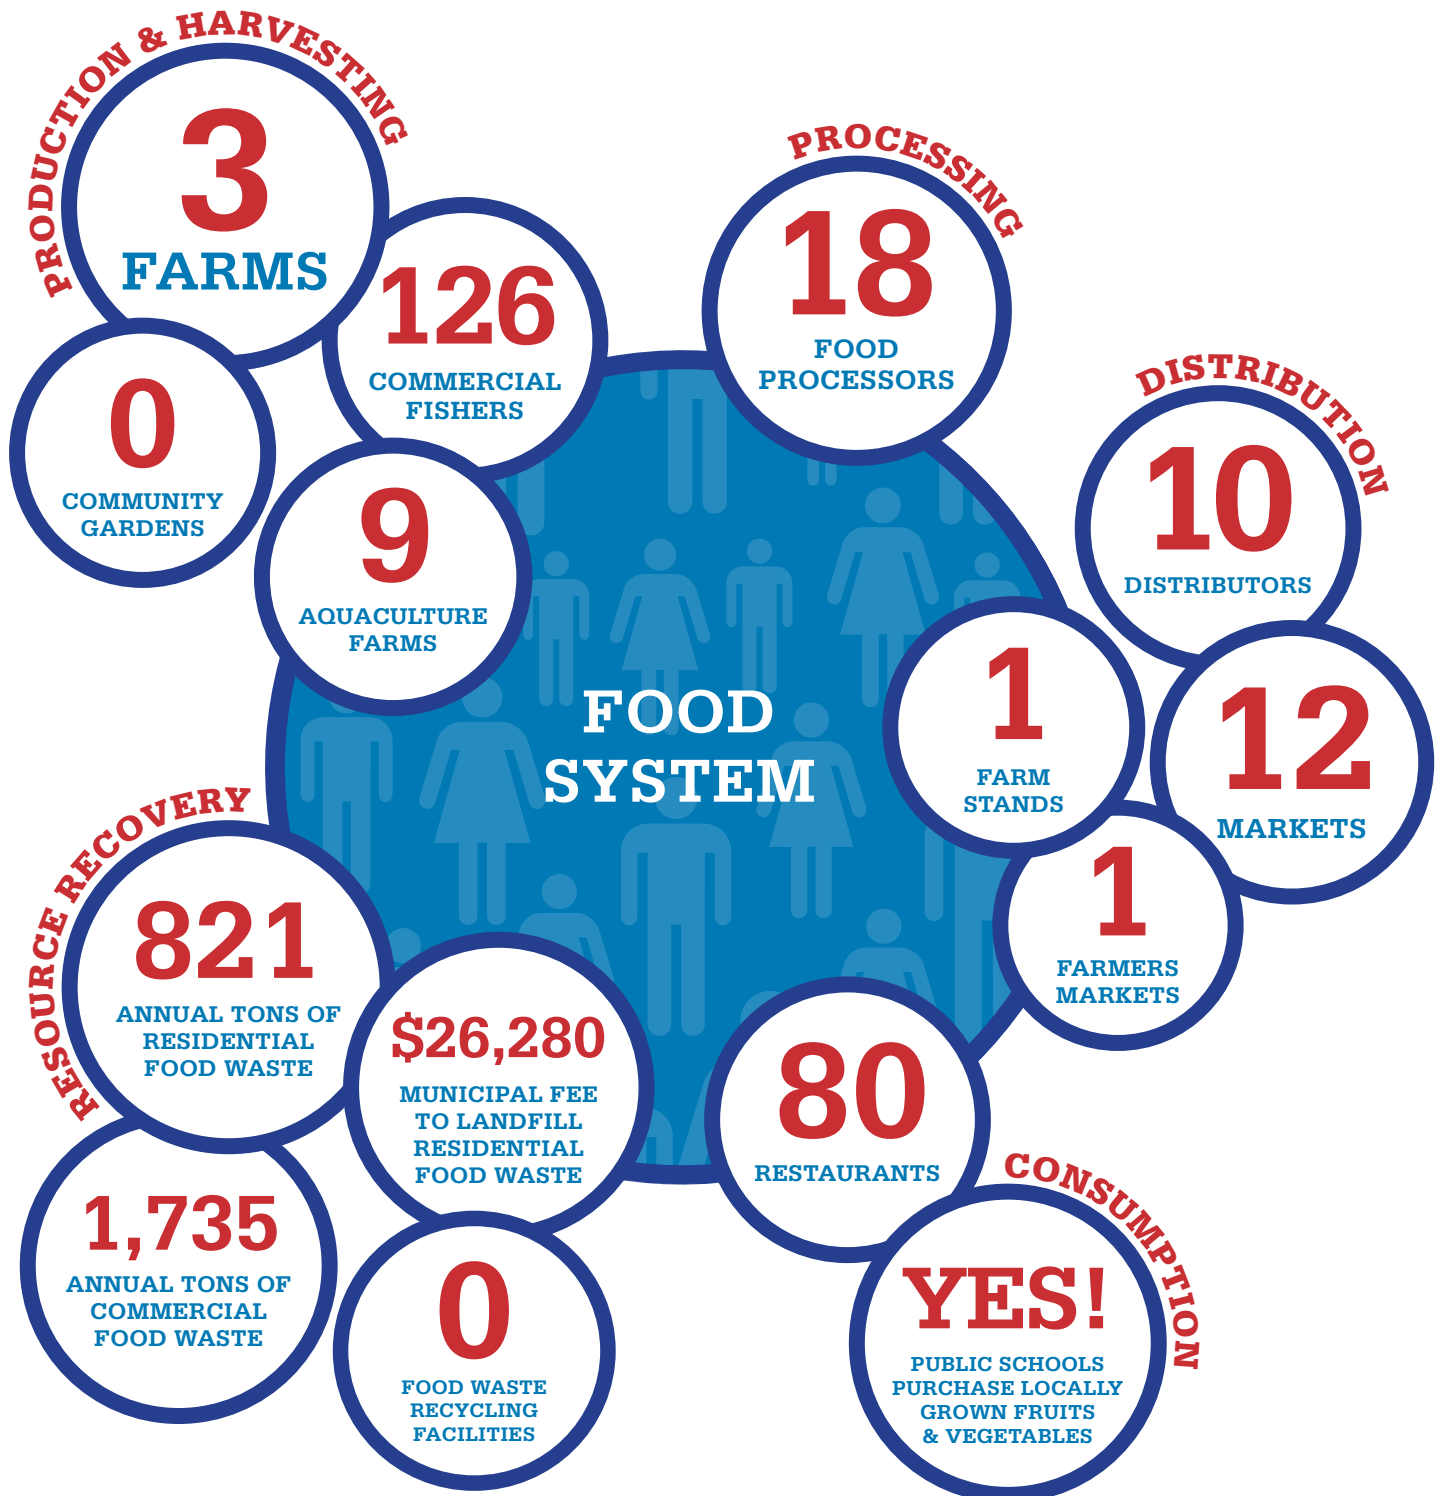 PRODUCTION & HARVESTING
3
FARMS
126
COMMERCIAL
FISHERS
0
COMMUNITY
GARDENS
9
AQUACULTURE
FARMS
PROCESSING
18
FOOD
PROCESSORS
DISTRIBUTION
10
DISTRIBUTORS
1
FARM
STANDS
12
MARKETS
1
FARMERS
MARKETS
FOOD
SYSTEM
RESOURCE RECOVERY
821
ANNUAL TONS OF
RESIDENTIAL
FOOD WASTE
$26,280
MUNICIPAL FEE
TO LANDFILL
RESIDENTIAL
FOOD WASTE
1,735
ANNUAL TONS OF
COMMERCIAL
FOOD WASTE
0
FOOD WASTE
RECYCLING
FACILITIES
80
RESTAURANTS
CONSUMPTION
YES!
PUBLIC SCHOOLS
PURCHASE LOCALLY
GROWN FRUITS
& VEGETABLES